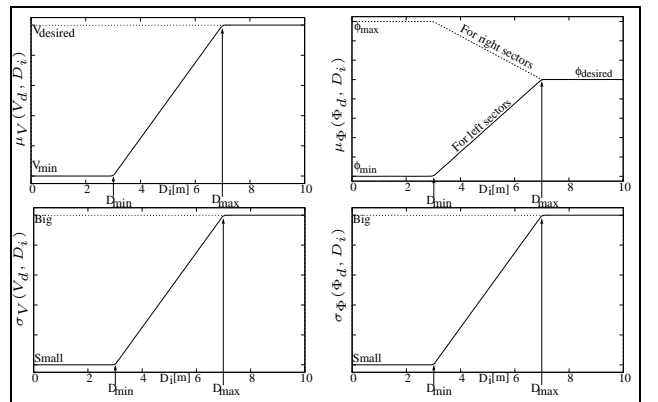 V_desired
μ_V(V_d, D_i)
V_min
0 2 4 D_i[m] 6 8 10
D_min D_max
ϕ_max
For right sectors
ϕ_desired
μ_Φ(Φ_d, D_i)
For left sectors
ϕ_min
0 2 4 D_i[m] 6 8 10
D_min D_max
Big
σ_V(V_d, D_i)
Small
0 2 4 D_i[m] 6 8 10
D_min D_max
Big
σ_Φ(Φ_d, D_i)
Small
0 2 4 D_i[m] 6 8 10
D_min D_max